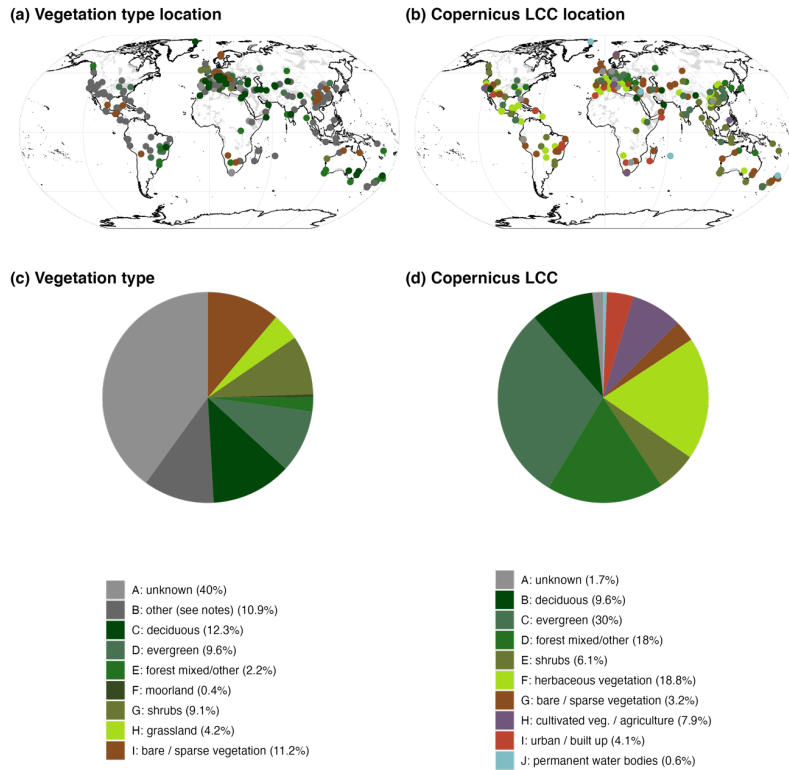 (a) Vegetation type location
(b) Copernicus LCC location
(c) Vegetation type
(d) Copernicus LCC
A: unknown (40%)
B: other (see notes) (10.9%)
C: deciduous (12.3%)
D: evergreen (9.6%)
E: forest mixed/other (2.2%)
F: moorland (0.4%)
G: shrubs (9.1%)
H: grassland (4.2%)
I: bare / sparse vegetation (11.2%)
A: unknown (1.7%)
B: deciduous (9.6%)
C: evergreen (30%)
D: forest mixed/other (18%)
E: shrubs (6.1%)
F: herbaceous vegetation (18.8%)
G: bare / sparse vegetation (3.2%)
H: cultivated veg. / agriculture (7.9%)
I: urban / built up (4.1%)
J: permanent water bodies (0.6%)